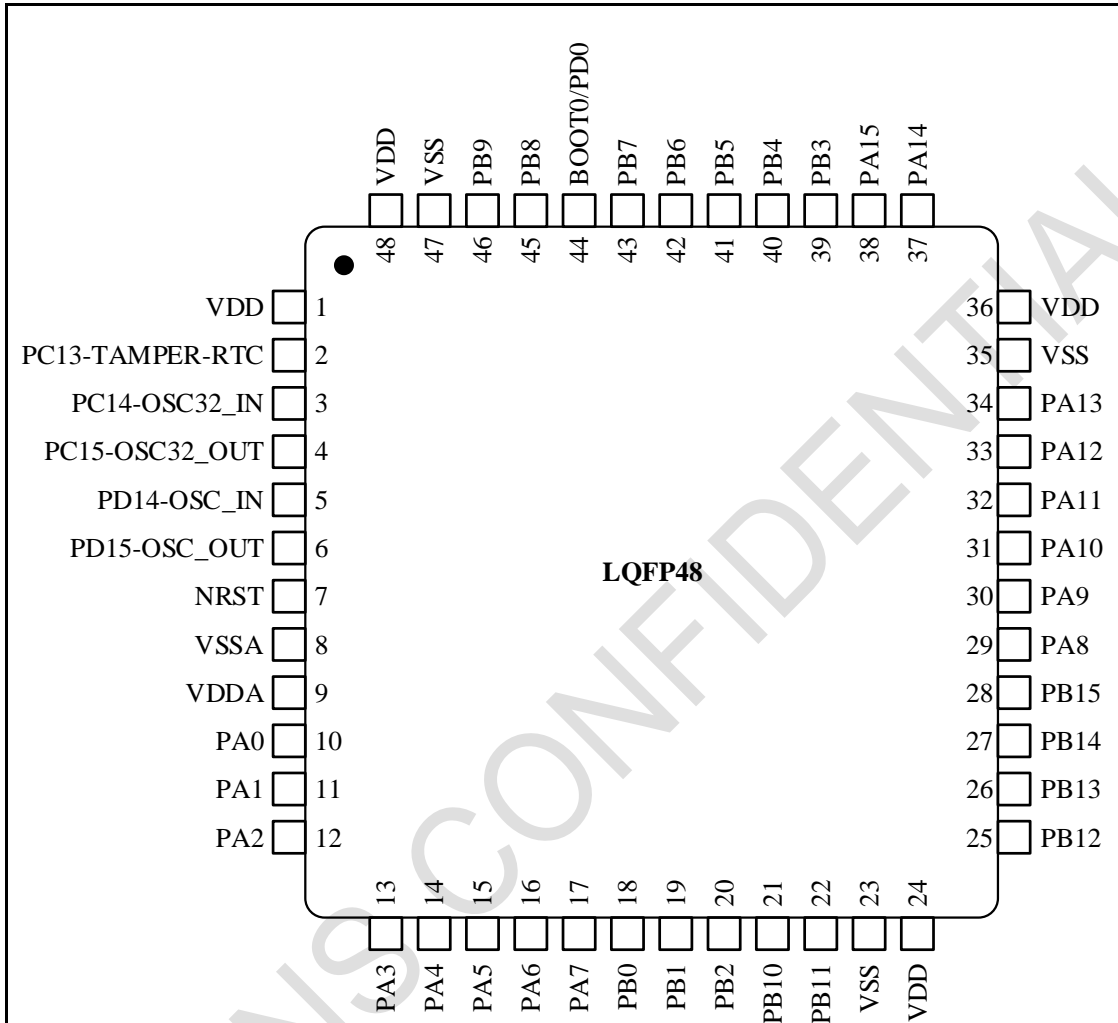 VDD
VSS
PB9
PB8
BOOT0/PD0
PB7
PB6
PB5
PB4
PB3
PA15
PA14
48
47
46
45
44
43
42
41
40
39
38
37
VDD 1
PC13-TAMPER-RTC 2
PC14-OSC32_IN 3
PC15-OSC32_OUT 4
PD14-OSC_IN 5
PD15-OSC_OUT 6
NRST 7
VSSA 8
VDDA 9
PA0 10
PA1 11
PA2 12
LQFP48
36 VDD
35 VSS
34 PA13
33 PA12
32 PA11
31 PA10
30 PA9
29 PA8
28 PB15
27 PB14
26 PB13
25 PB12
13
14
15
16
17
18
19
20
21
22
23
24
PA3
PA4
PA5
PA6
PA7
PB0
PB1
PB2
PB10
PB11
VSS
VDD
NS CONFIDENTIAL